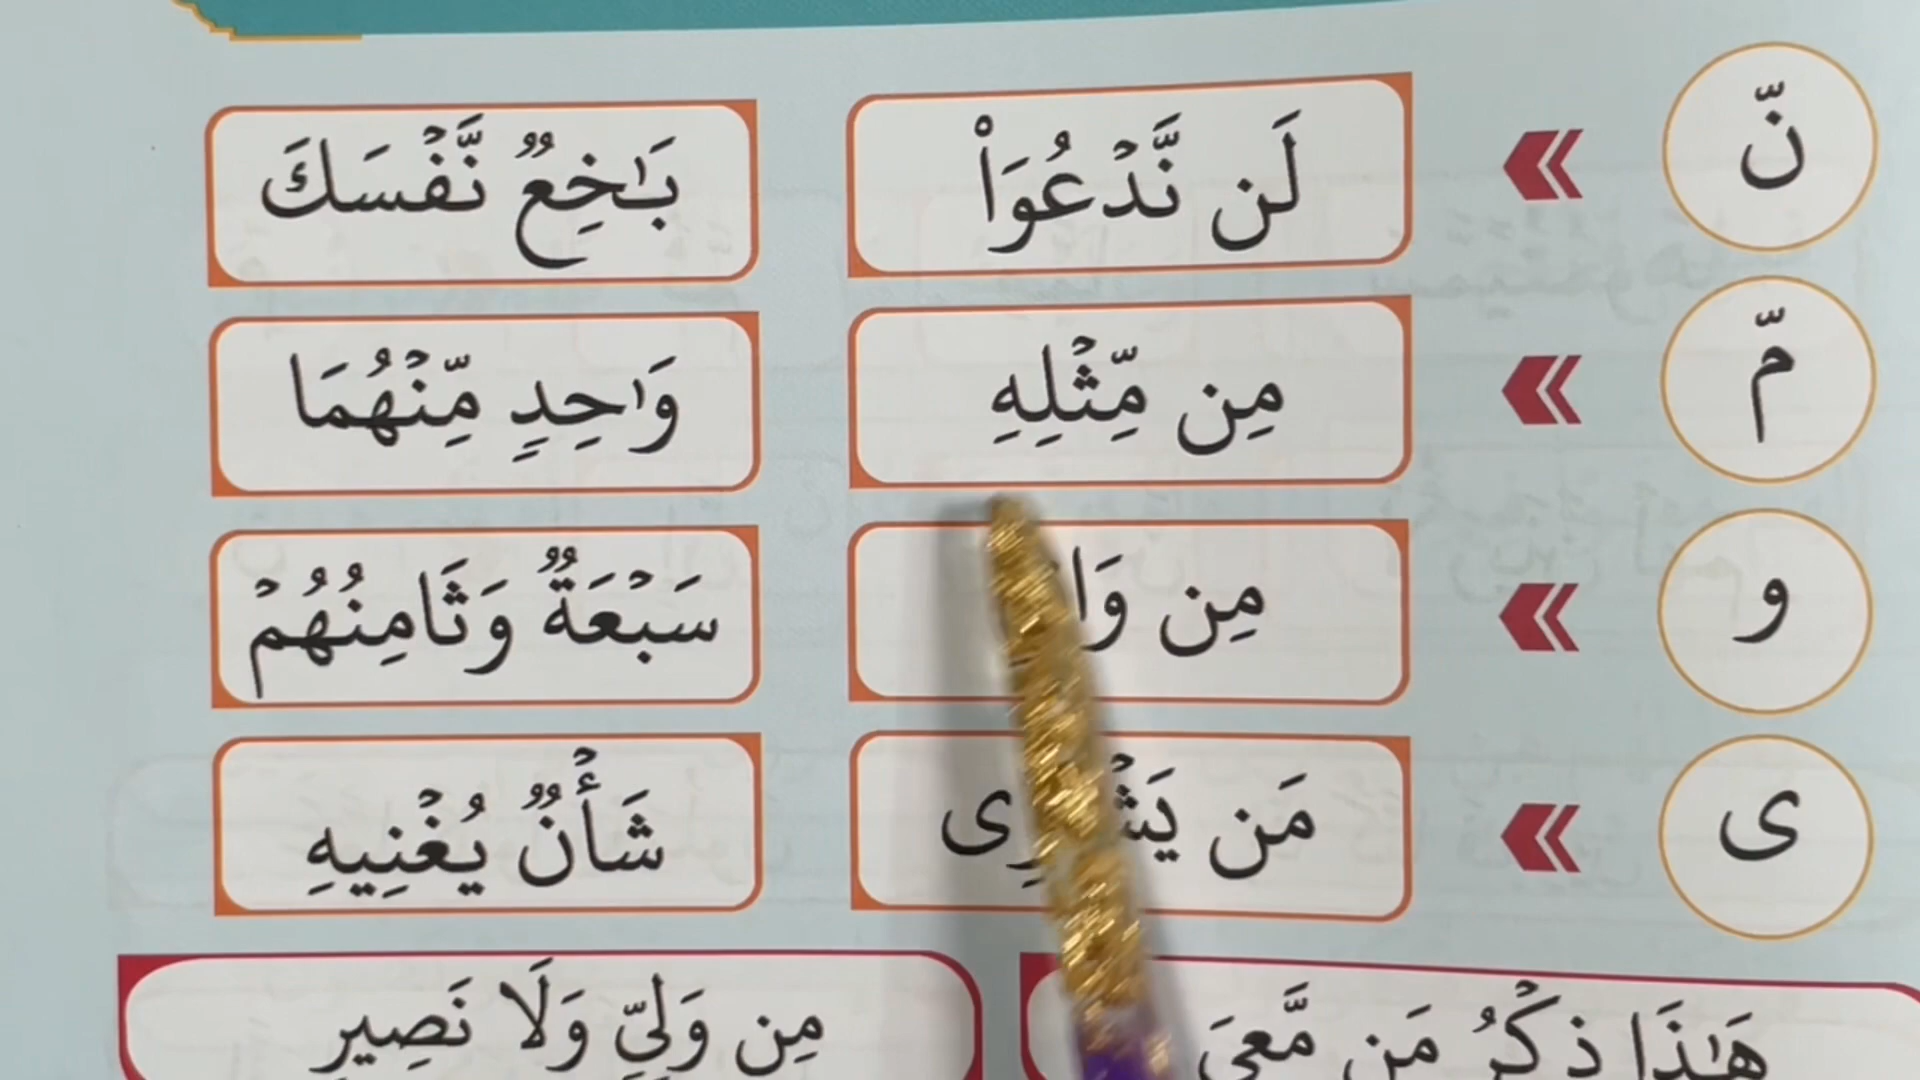 نّ لَن نَّدۡعُوَاْ بَـٰخِعࣱ نَّفۡسَكَ
مّ مِن مِّثۡلِهِ وَٰحِدࣲ مِّنۡهُمَا
و مِن سَبۡعَةࣱ وَثَامِنُهُمۡ
ى مَن شَأۡنࣱ يُغۡنِيهِ
هَـٰذَا ذِكۡرُ مَن مَّعِيَ مِن وَلِيࣲّ وَلَا نَصِيرٍ